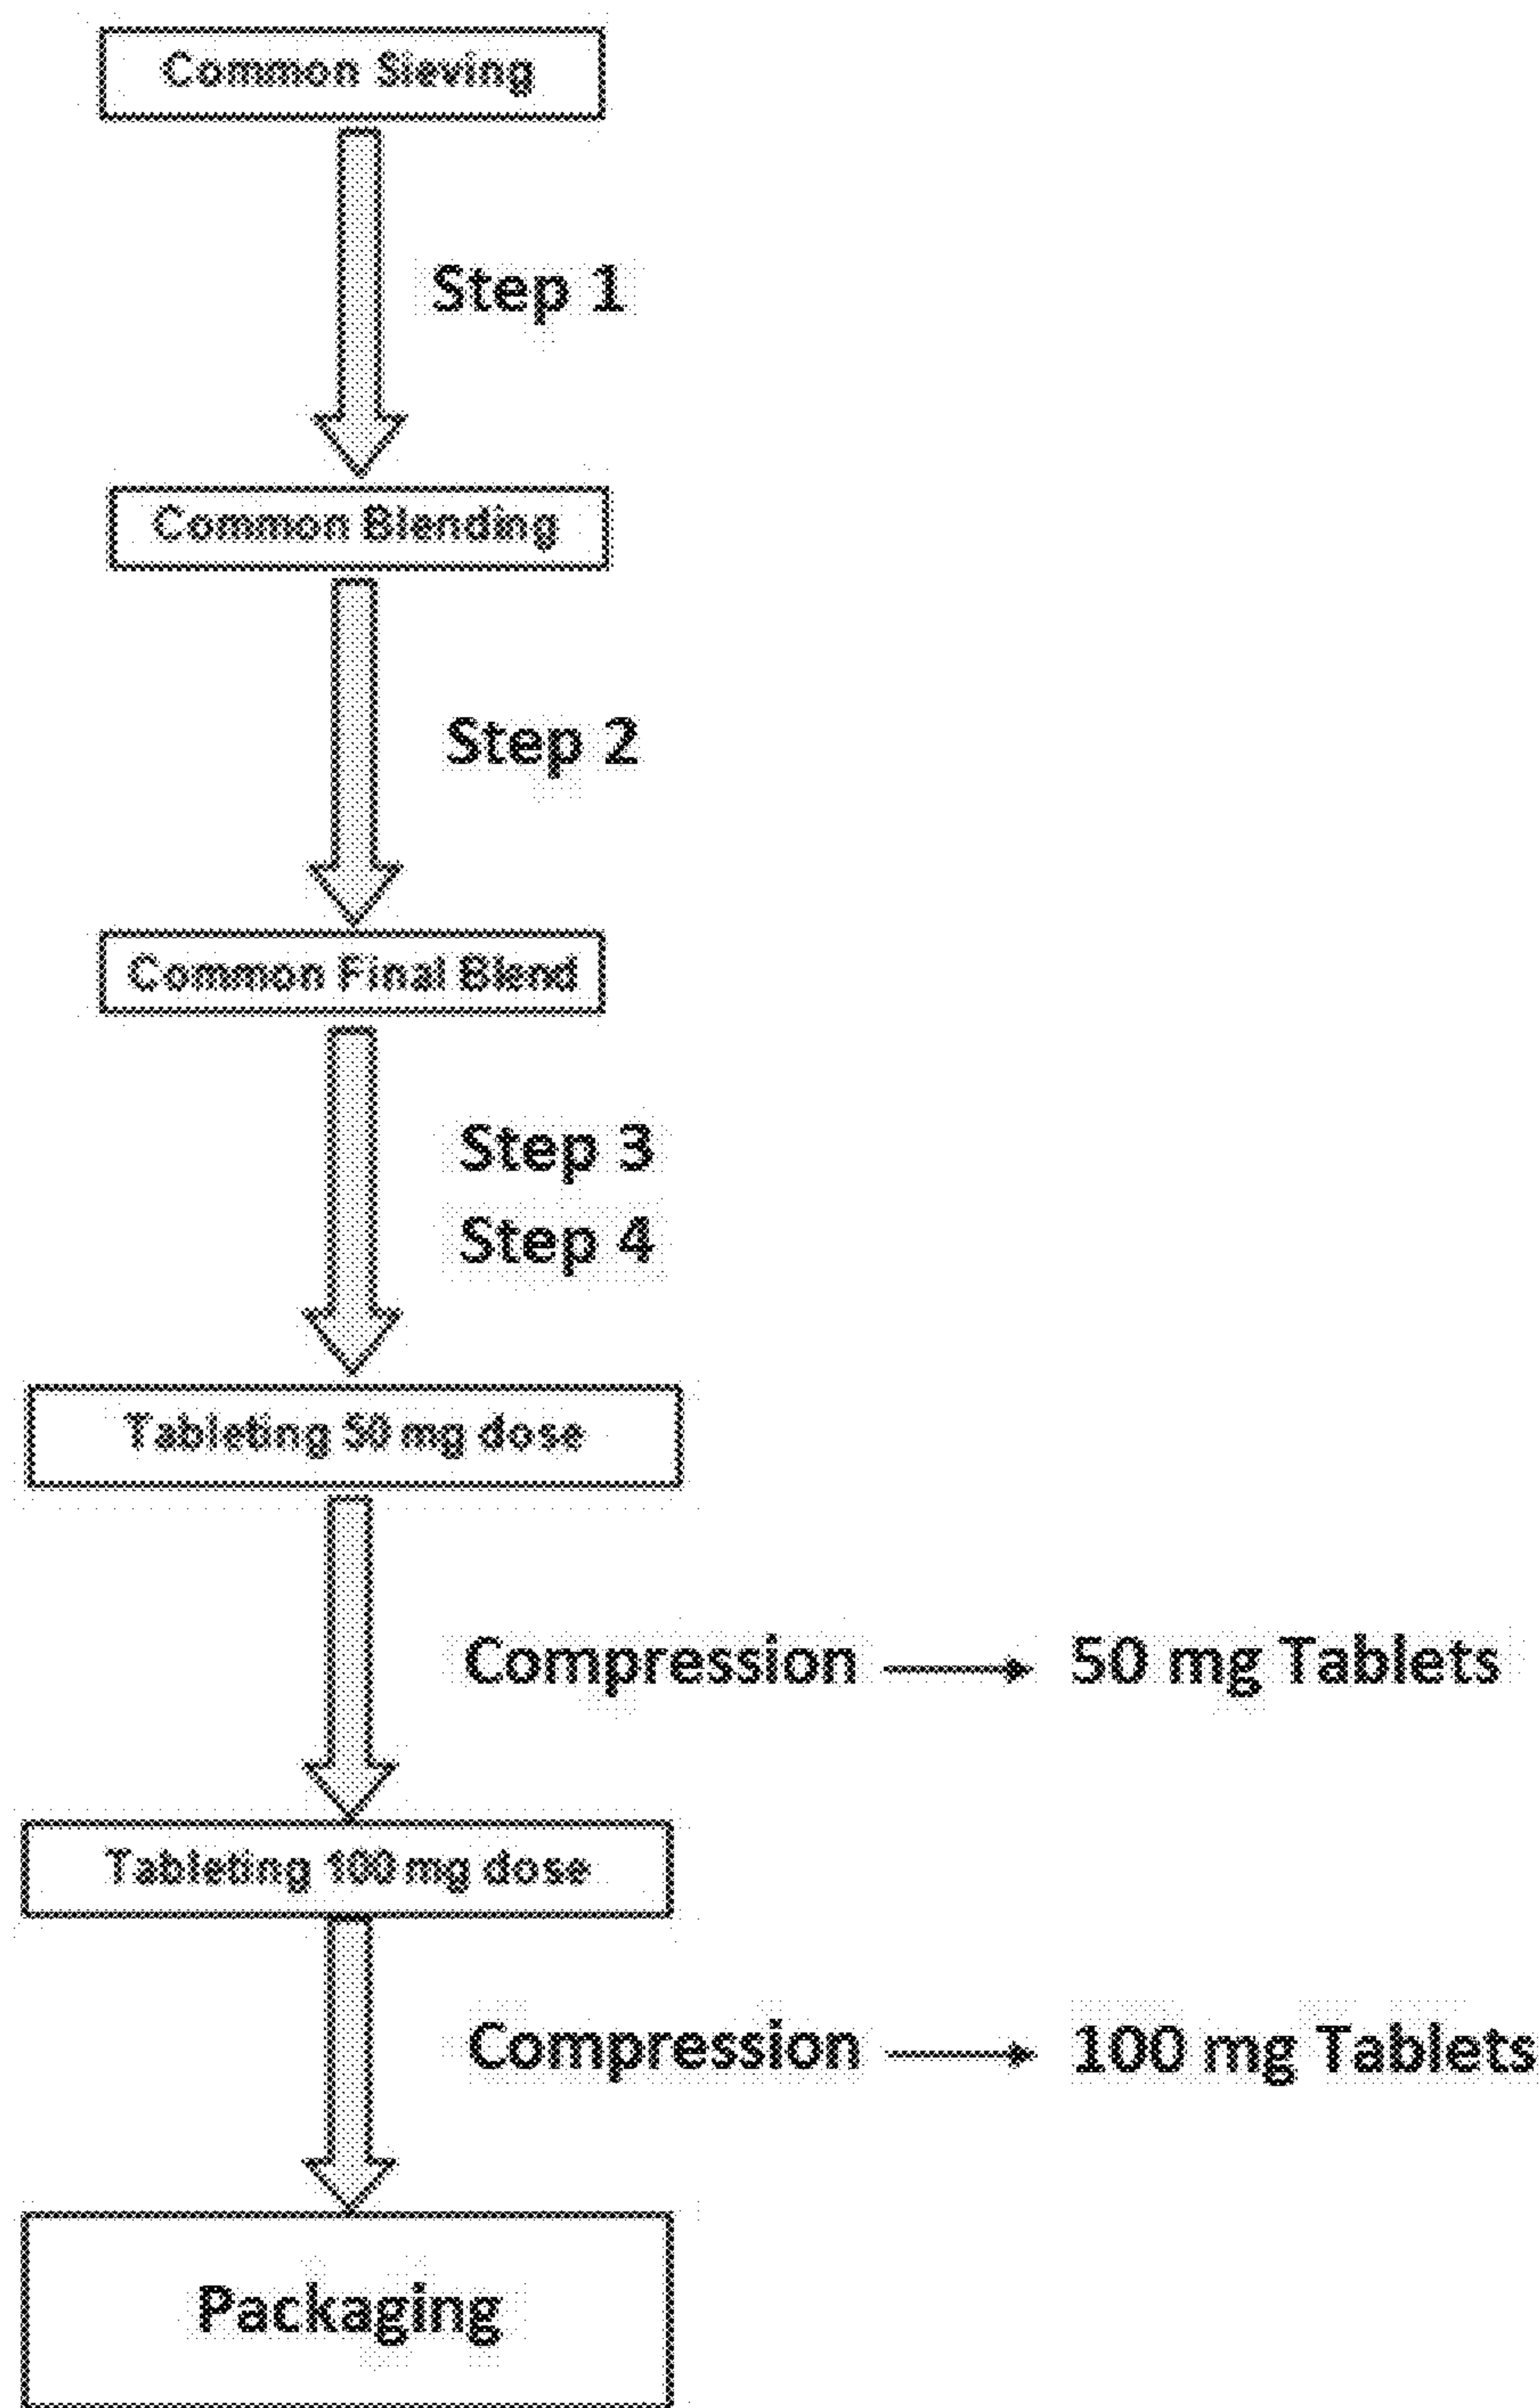 Common Sieving
Step 1
Common Blending
Step 2
Common Final Blend
Step 3
Step 4
Tableting 50 mg dose
Compression
50 mg Tablets
Tableting 100 mg dose
Compression
100 mg Tablets
Packaging